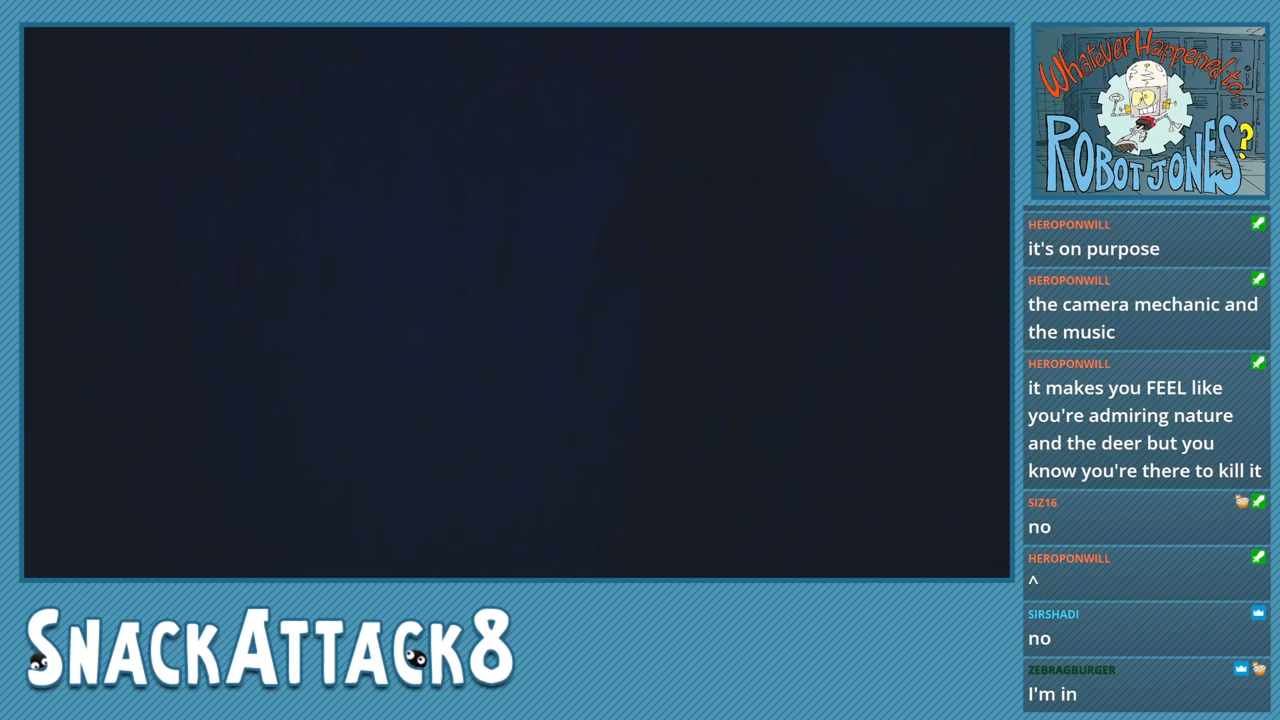 Whatever Happened to..
ROBOT JONES?
HEROPONWILL
it's on purpose
HEROPONWILL
the camera mechanic and
the music
HEROPONWILL
it makes you FEEL like
you're admiring nature
and the deer but you
know you're there to kill it
SIZ16
no
HEROPONWILL
^
SIRSHADI
no
ZEBRAGBURGER
I'm in
SNACKATTACK8